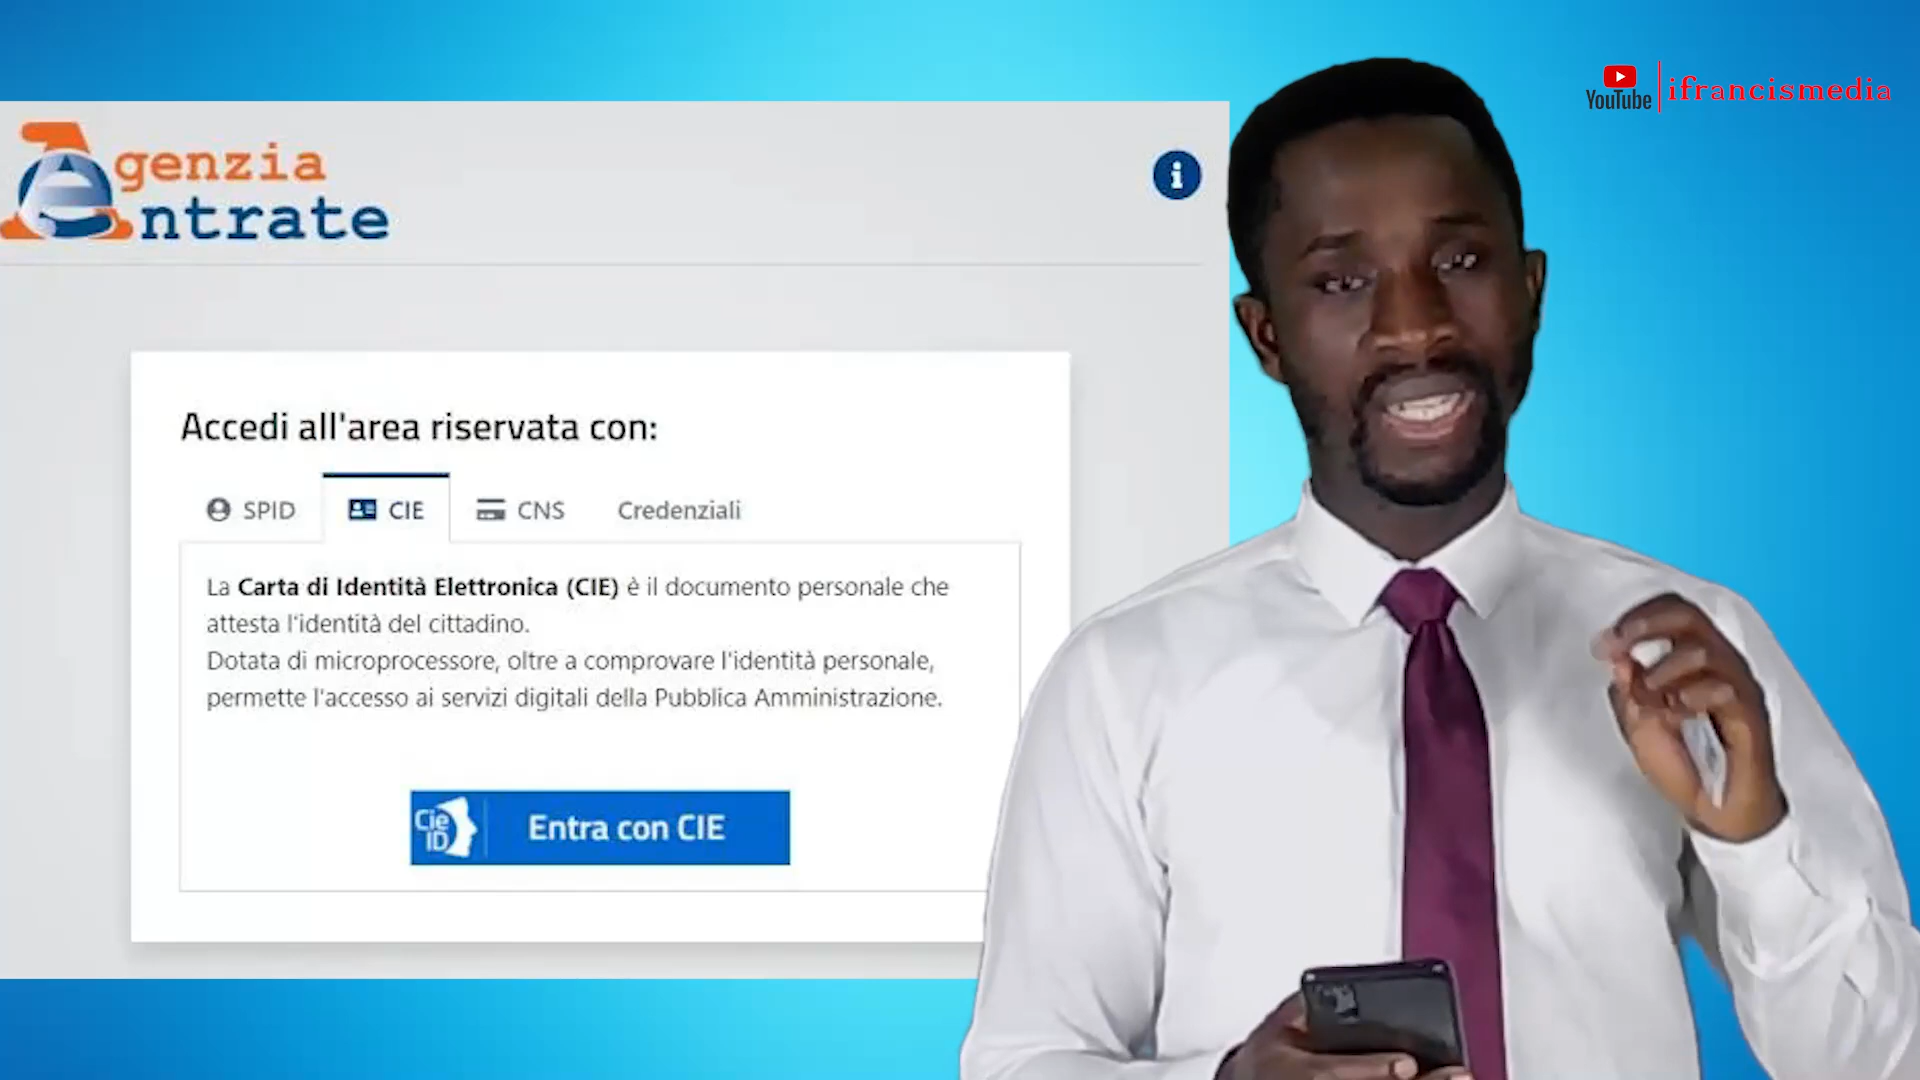 YouTube
ifrancismedia
Agenzia
entrate
i
Accedi all'area riservata con:
SPID
CIE
CNS
Credenziali
La Carta di Identità Elettronica (CIE) è il documento personale che
attesta l'identità del cittadino.
Dotata di microprocessore, oltre a comprovare l'identità personale,
permette l'accesso ai servizi digitali della Pubblica Amministrazione.
Cie
ID
Entra con CIE